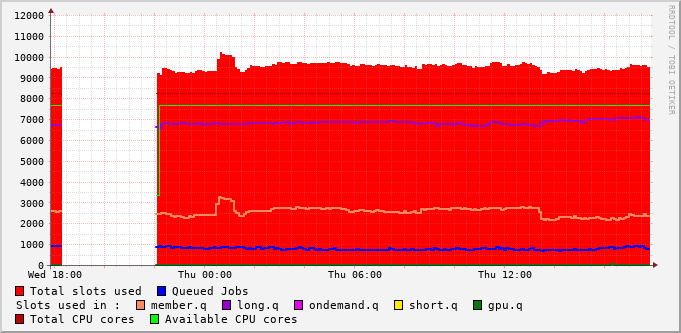 RRDTOOL / TOBI OETIKER
12000
11000
10000
9000
8000
7000
6000
5000
4000
3000
2000
1000
0
Wed 18:00 Thu 00:00 Thu 06:00 Thu 12:00
Total slots used Queued Jobs
Slots used in : member.q long.q ondemand.q short.q gpu.q
Total CPU cores Available CPU cores